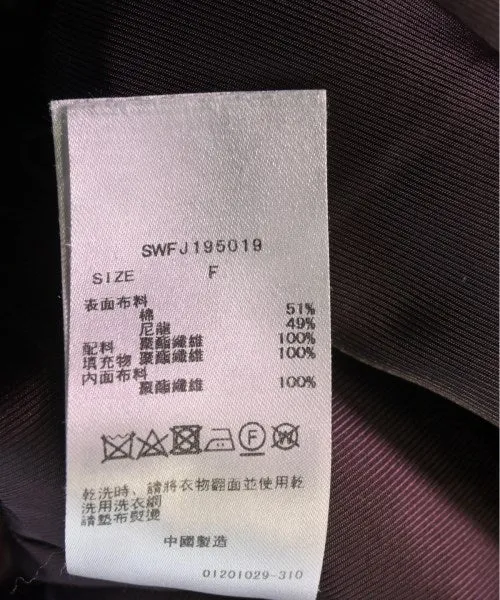 SWFJ195019
SIZE F
表面布料
棉 51%
尼龍 49%
配料 聚酯纖維 100%
填充物 聚酯纖維 100%
內面布料
聚酯纖維 100%
F
W
乾洗時、請將衣物翻面並使用乾
洗用洗衣網
請墊布熨燙
中國製造
01201029-310